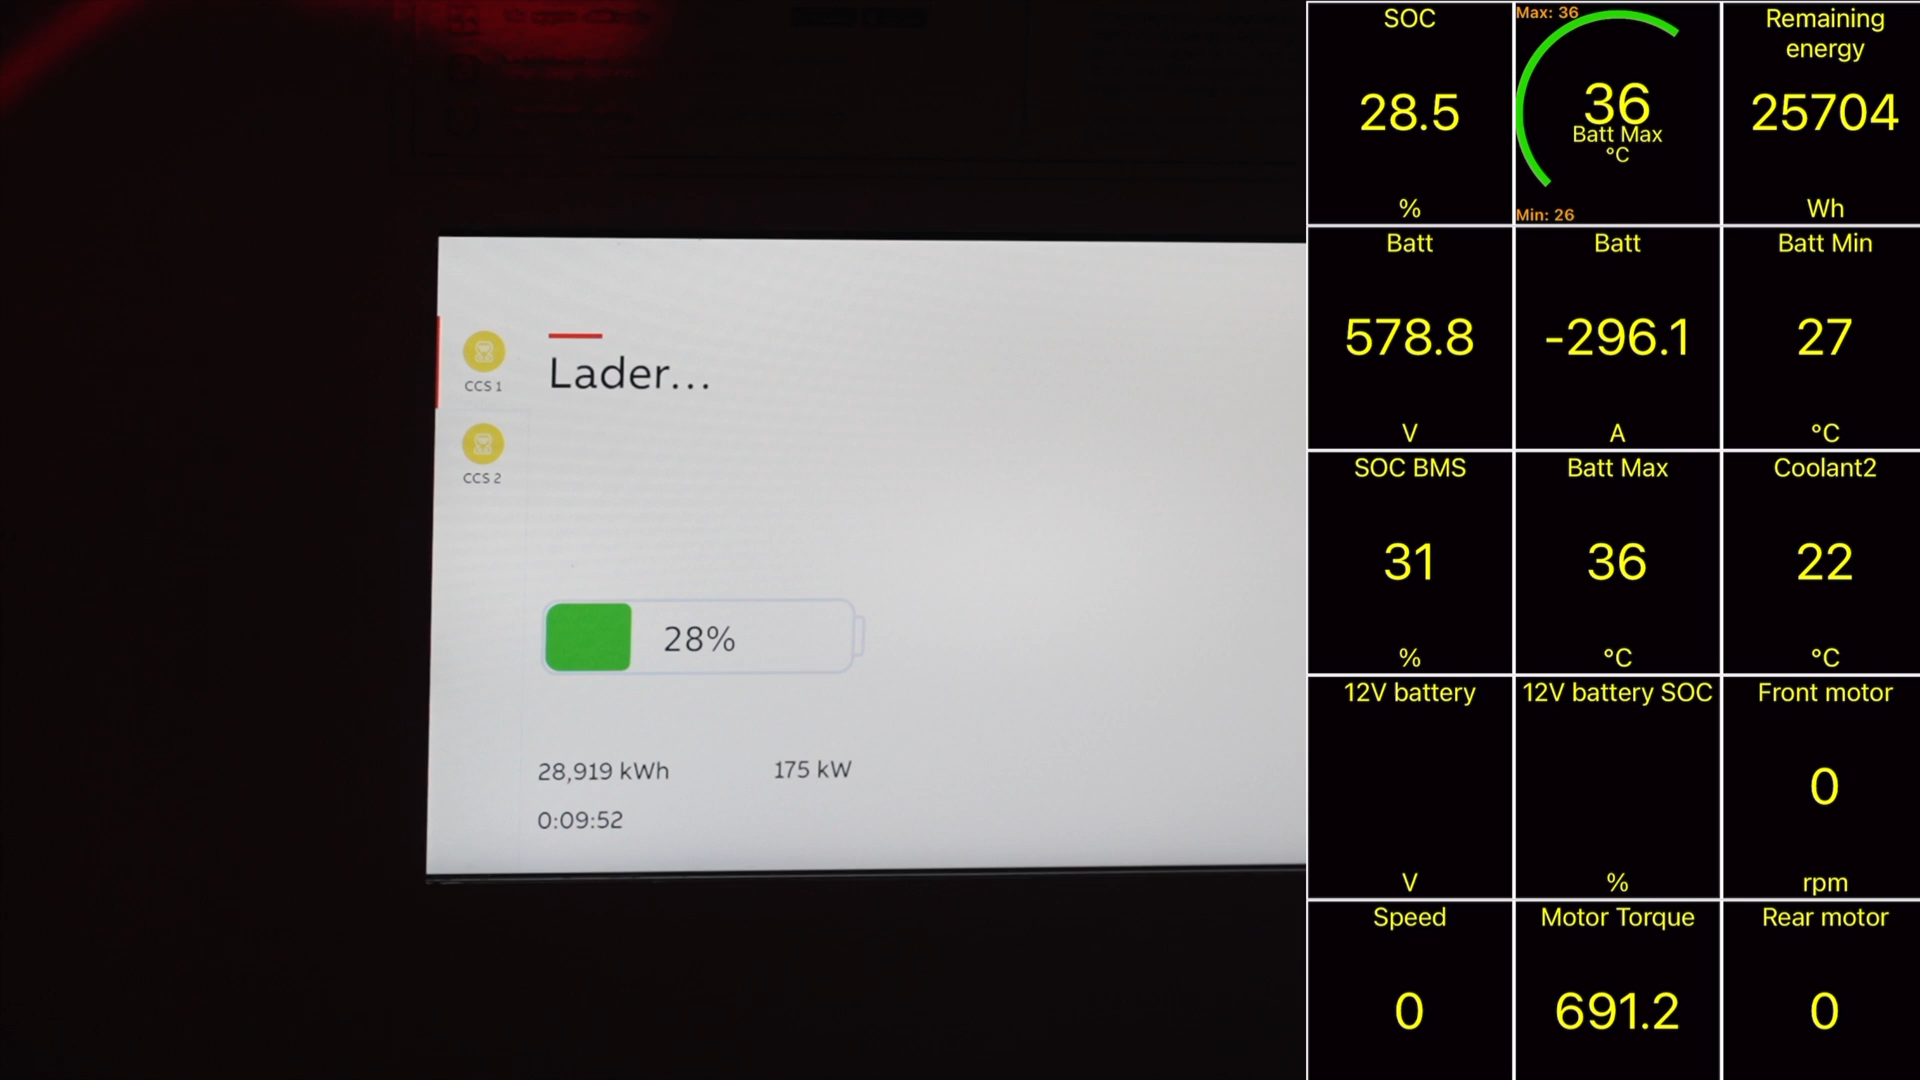 CCS 1
CCS 2
Lader...
28%
28,919 kWh
175 kW
0:09:52
SOC
28.5
%
Max: 36
36
Batt Max
°C
Min: 26
Remaining
energy
25704
Wh
Batt
578.8
V
Batt
-296.1
A
Batt Min
27
°C
SOC BMS
31
%
Batt Max
36
°C
Coolant2
22
°C
12V battery
V
12V battery SOC
%
Front motor
0
rpm
Speed
0
Motor Torque
691.2
Rear motor
0